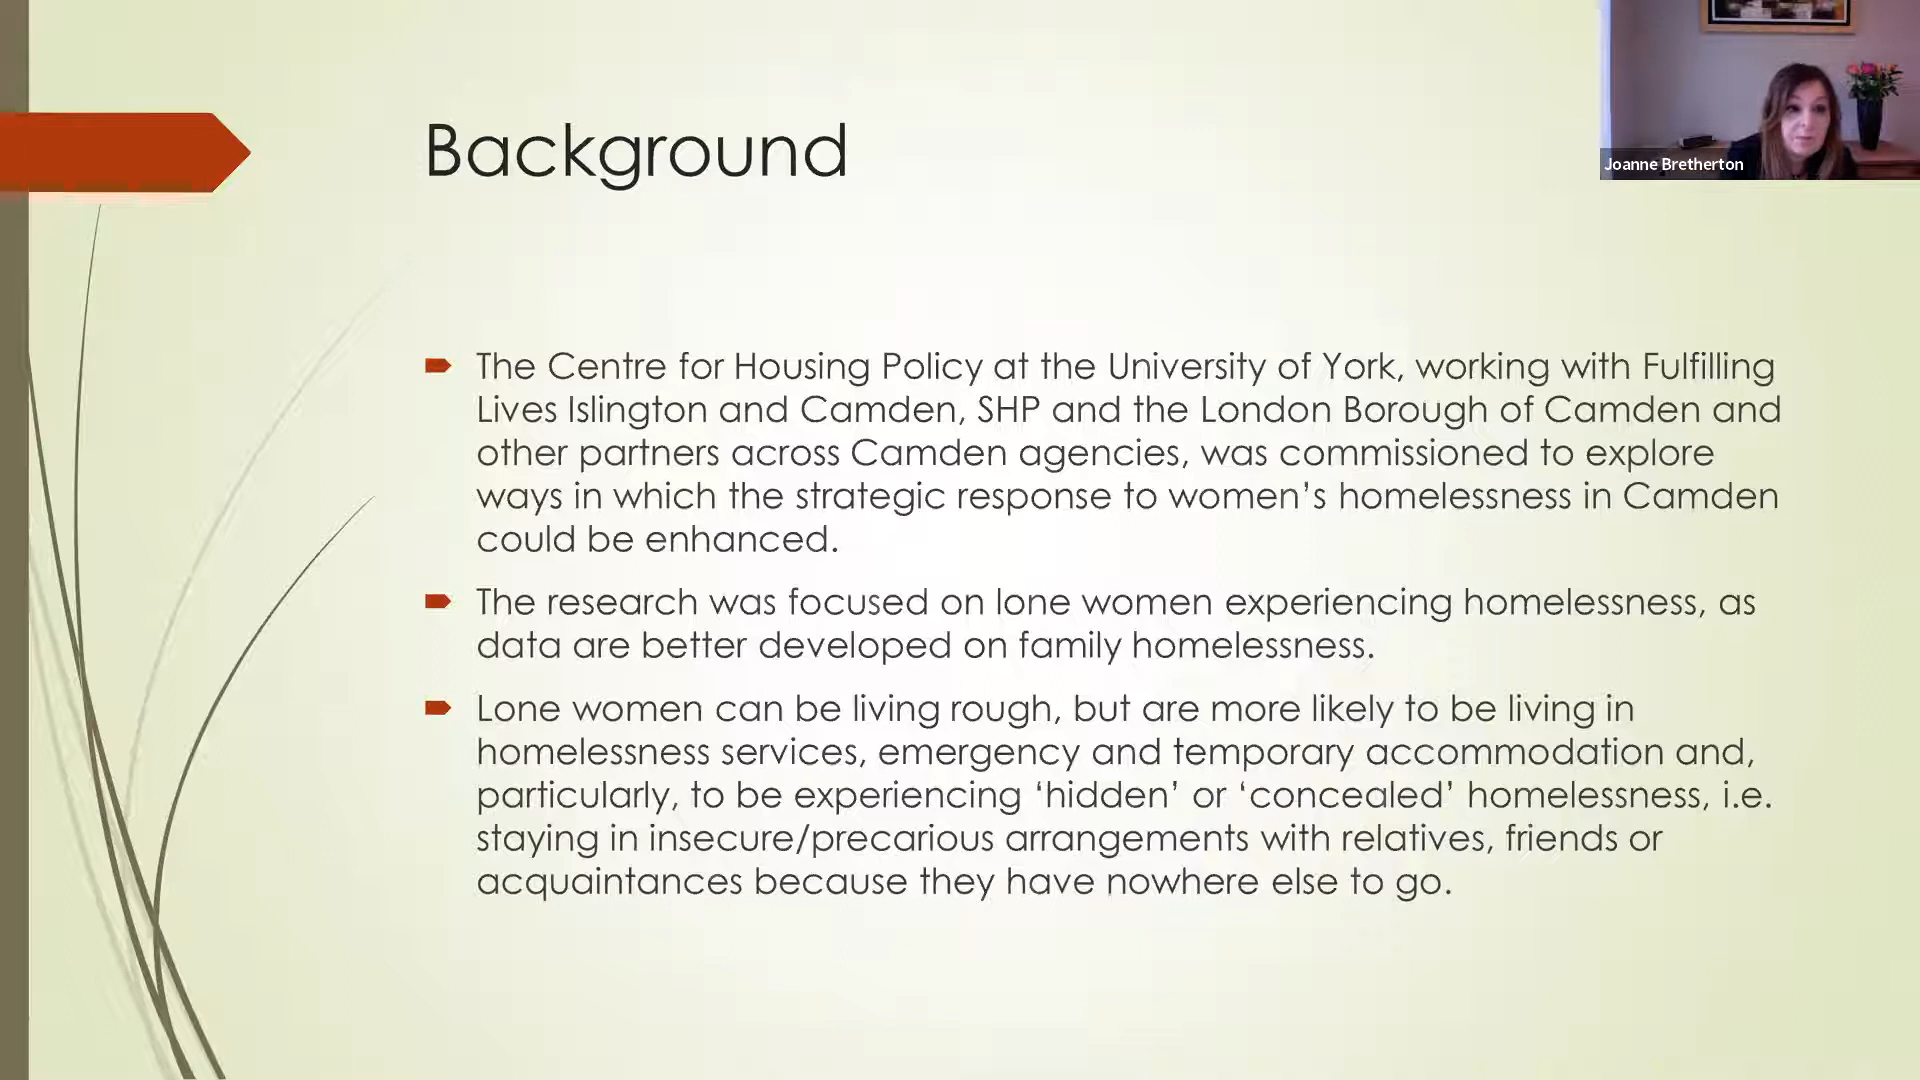 Background
Joanne Bretherton
The Centre for Housing Policy at the University of York, working with Fulfilling
Lives Islington and Camden, SHP and the London Borough of Camden and
other partners across Camden agencies, was commissioned to explore
ways in which the strategic response to women’s homelessness in Camden
could be enhanced.
The research was focused on lone women experiencing homelessness, as
data are better developed on family homelessness.
Lone women can be living rough, but are more likely to be living in
homelessness services, emergency and temporary accommodation and,
particularly, to be experiencing ‘hidden’ or ‘concealed’ homelessness, i.e.
staying in insecure/precarious arrangements with relatives, friends or
acquaintances because they have nowhere else to go.